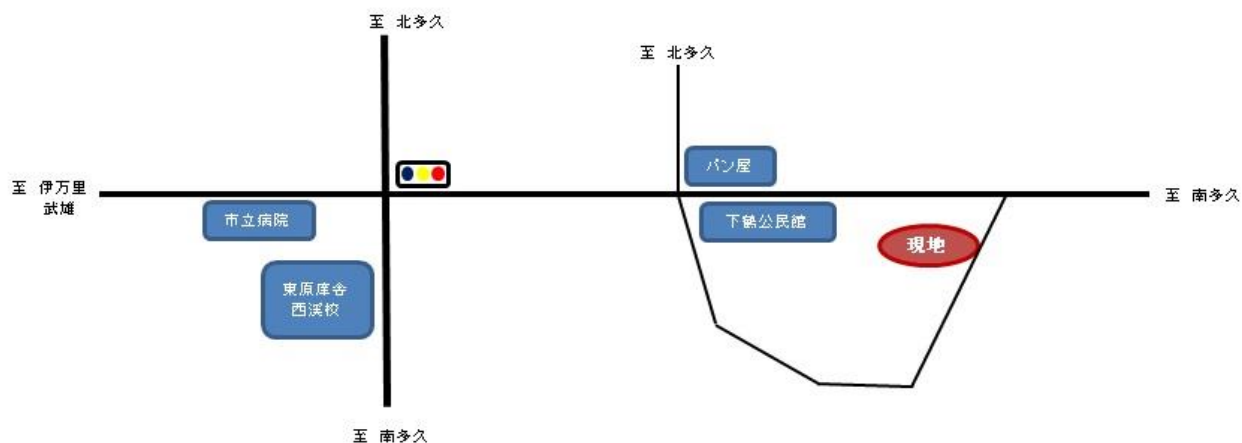 至 北多久
至 北多久
パン屋
至 伊万里
武雄
至 南多久
市立病院
下鶴公民館
現地
東原庠舎
西渓校
至 南多久